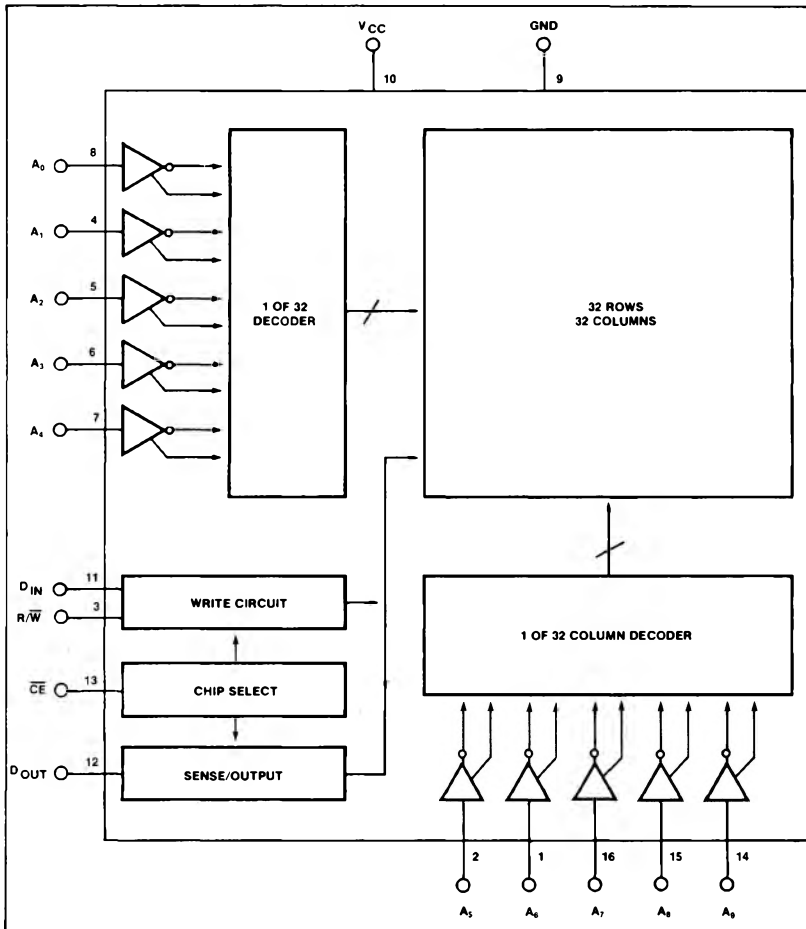 VCC GND
10 9
A0 8
A1 4
A2 5
A3 6
A4 7
1 OF 32
DECODER
32 ROWS
32 COLUMNS
DIN 11
R/W̅ 3
WRITE CIRCUIT
C̅E̅ 13
CHIP SELECT
DOUT 12
SENSE/OUTPUT
1 OF 32 COLUMN DECODER
2 1 16 15 14
A5 A6 A7 A8 A9